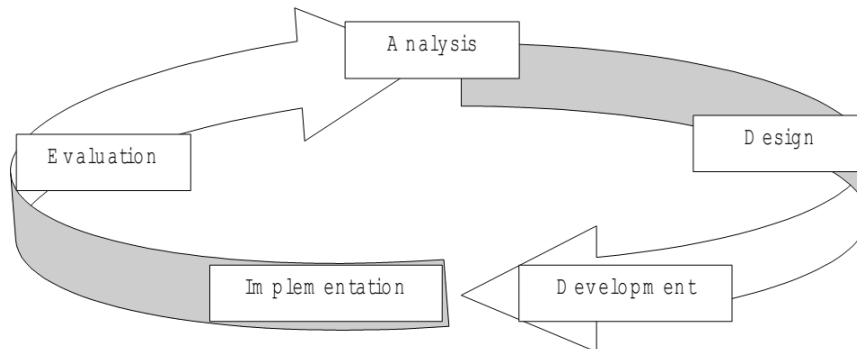 Analysis
Design
Evaluation
Implementation
Development